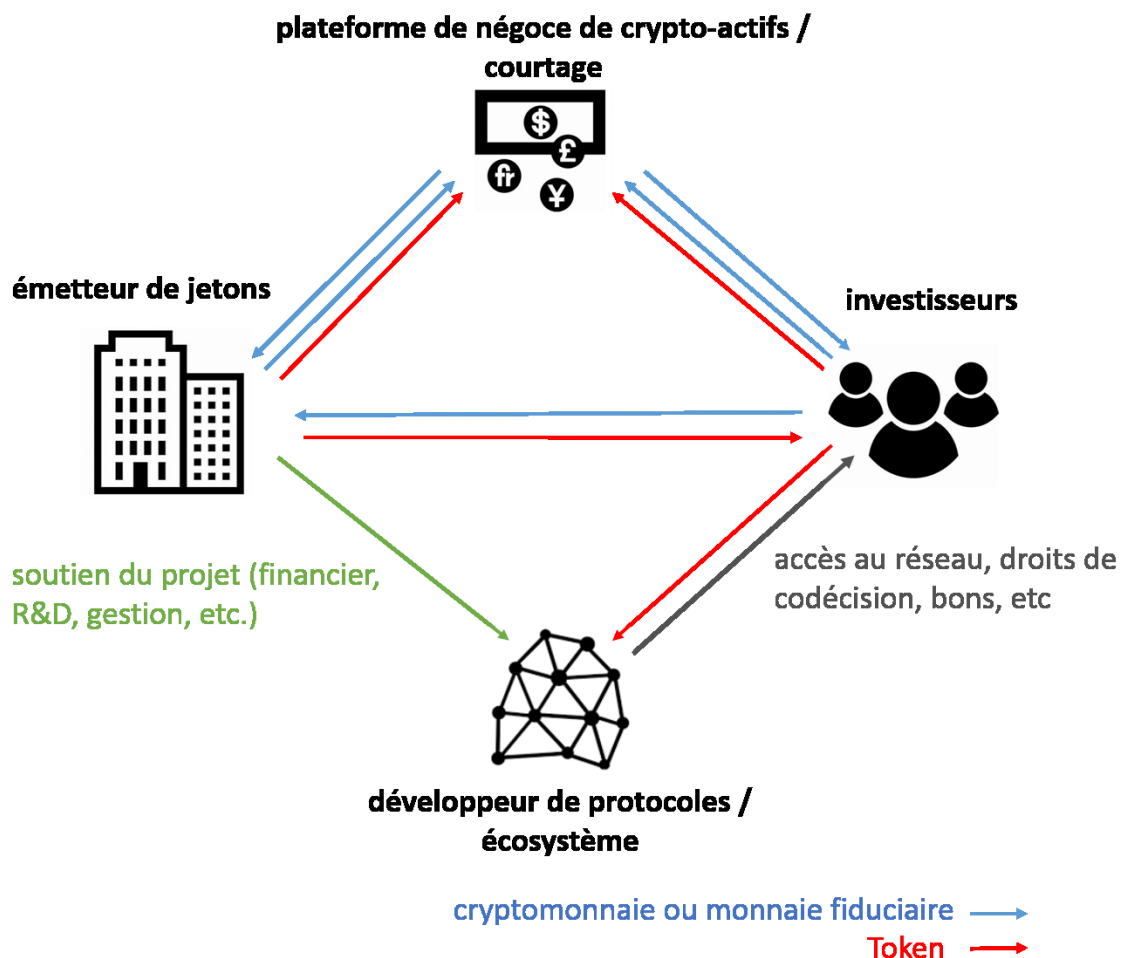 plateforme de négoce de crypto-actifs /
courtage
$
£
fr
¥
émetteur de jetons
investisseurs
soutien du projet (financier,
R&D, gestion, etc.)
accès au réseau, droits de
codécision, bons, etc
développeur de protocoles /
écosystème
cryptomonnaie ou monnaie fiduciaire
Token